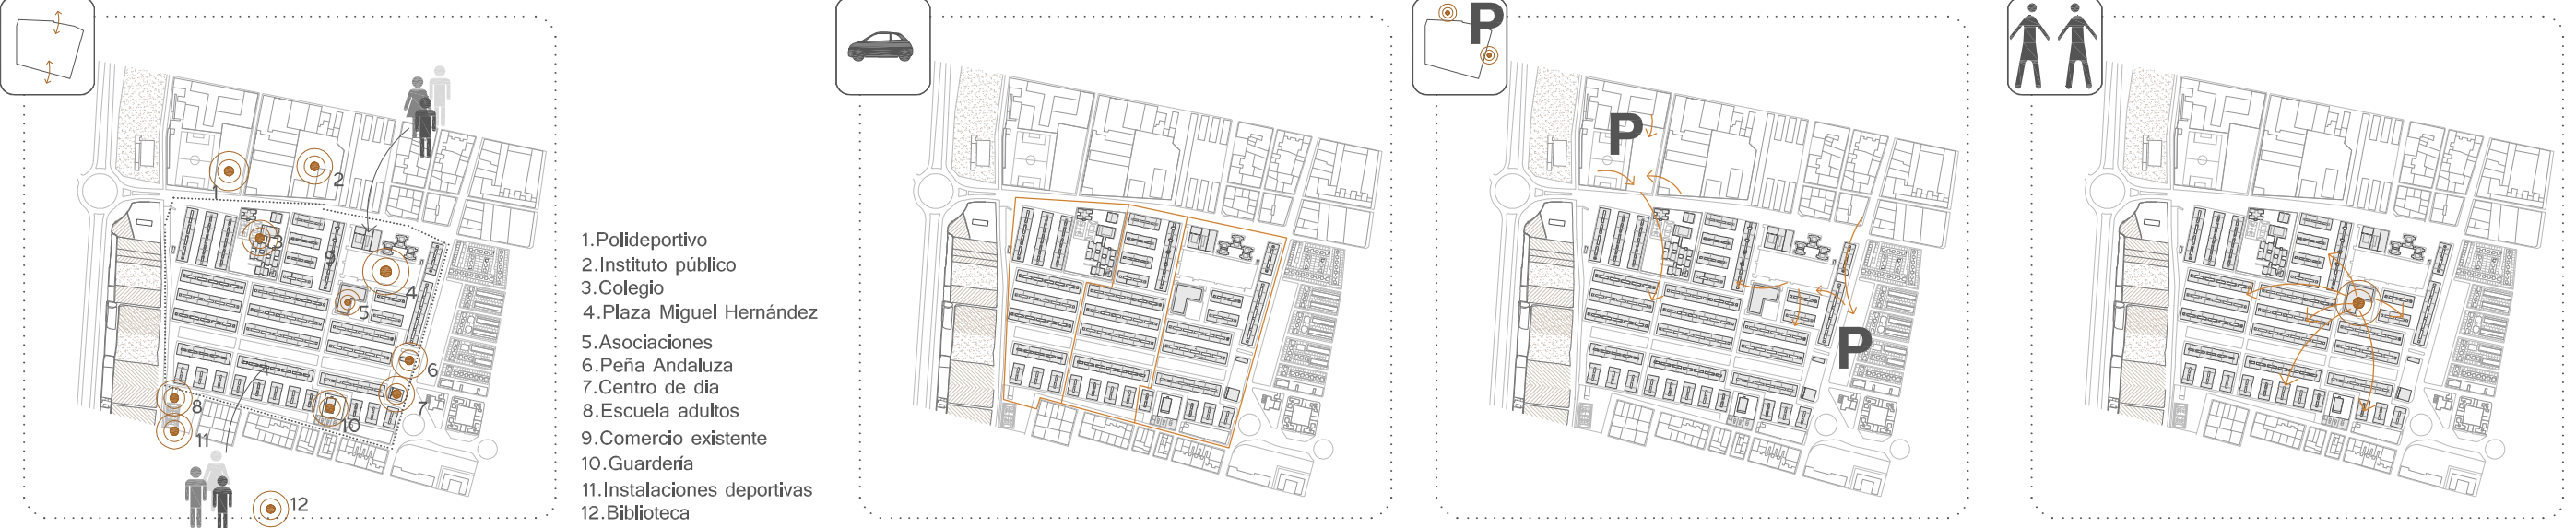 1
2
3
9
4
5
6
7
8
10
11
12
1.Polideportivo
2.Instituto público
3.Colegio
4.Plaza Miguel Hernández
5.Asociaciones
6.Peña Andaluza
7.Centro de dia
8.Escuela adultos
9.Comercio existente
10.Guardería
11.Instalaciones deportivas
12.Biblioteca
P
P
P